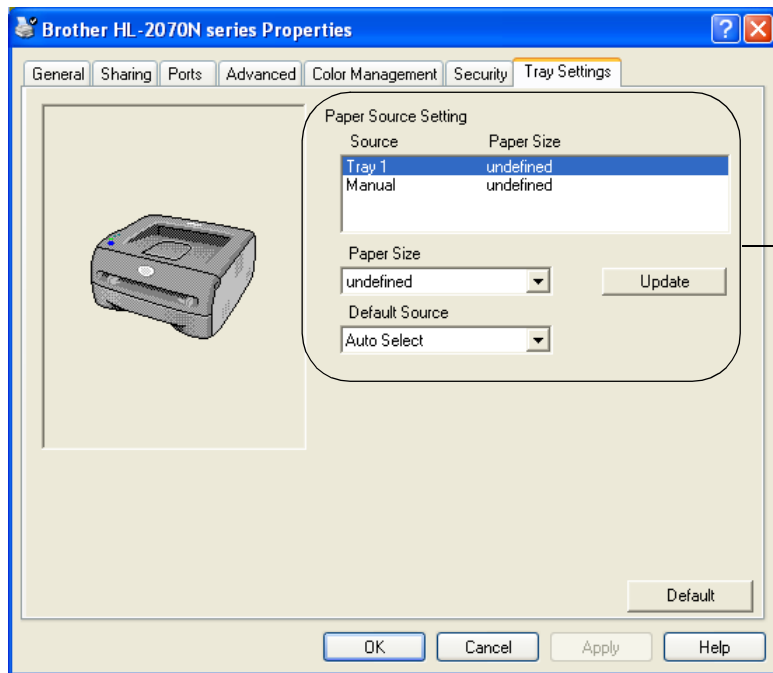 Brother HL-2070N series Properties
General Sharing Ports Advanced Color Management Security Tray Settings
Paper Source Setting
Source Paper Size
Tray 1 undefined
Manual undefined
Paper Size
undefined Update
Default Source
Auto Select
Default
OK Cancel Apply Help